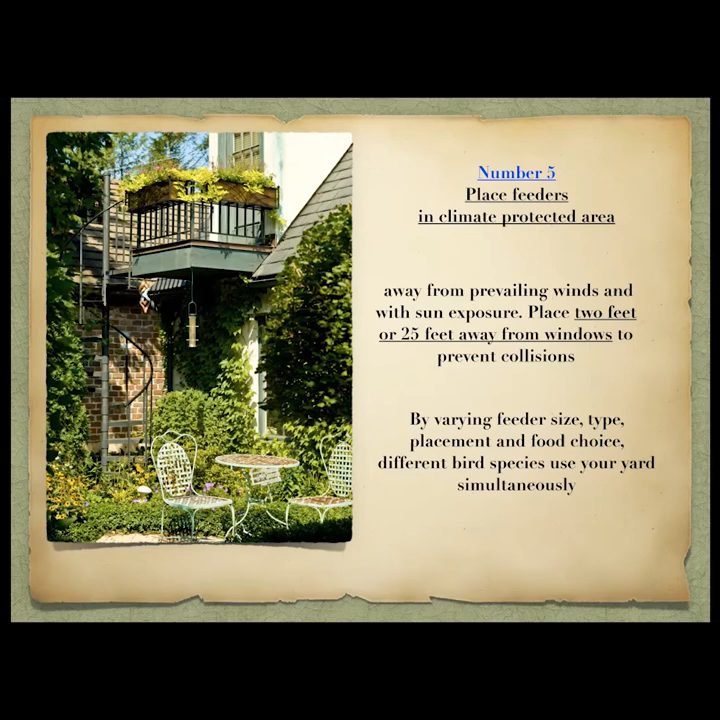 Number 5
Place feeders
in climate protected area
away from prevailing winds and
with sun exposure. Place two feet
or 25 feet away from windows to
prevent collisions
By varying feeder size, type,
placement and food choice,
different bird species use your yard
simultaneously